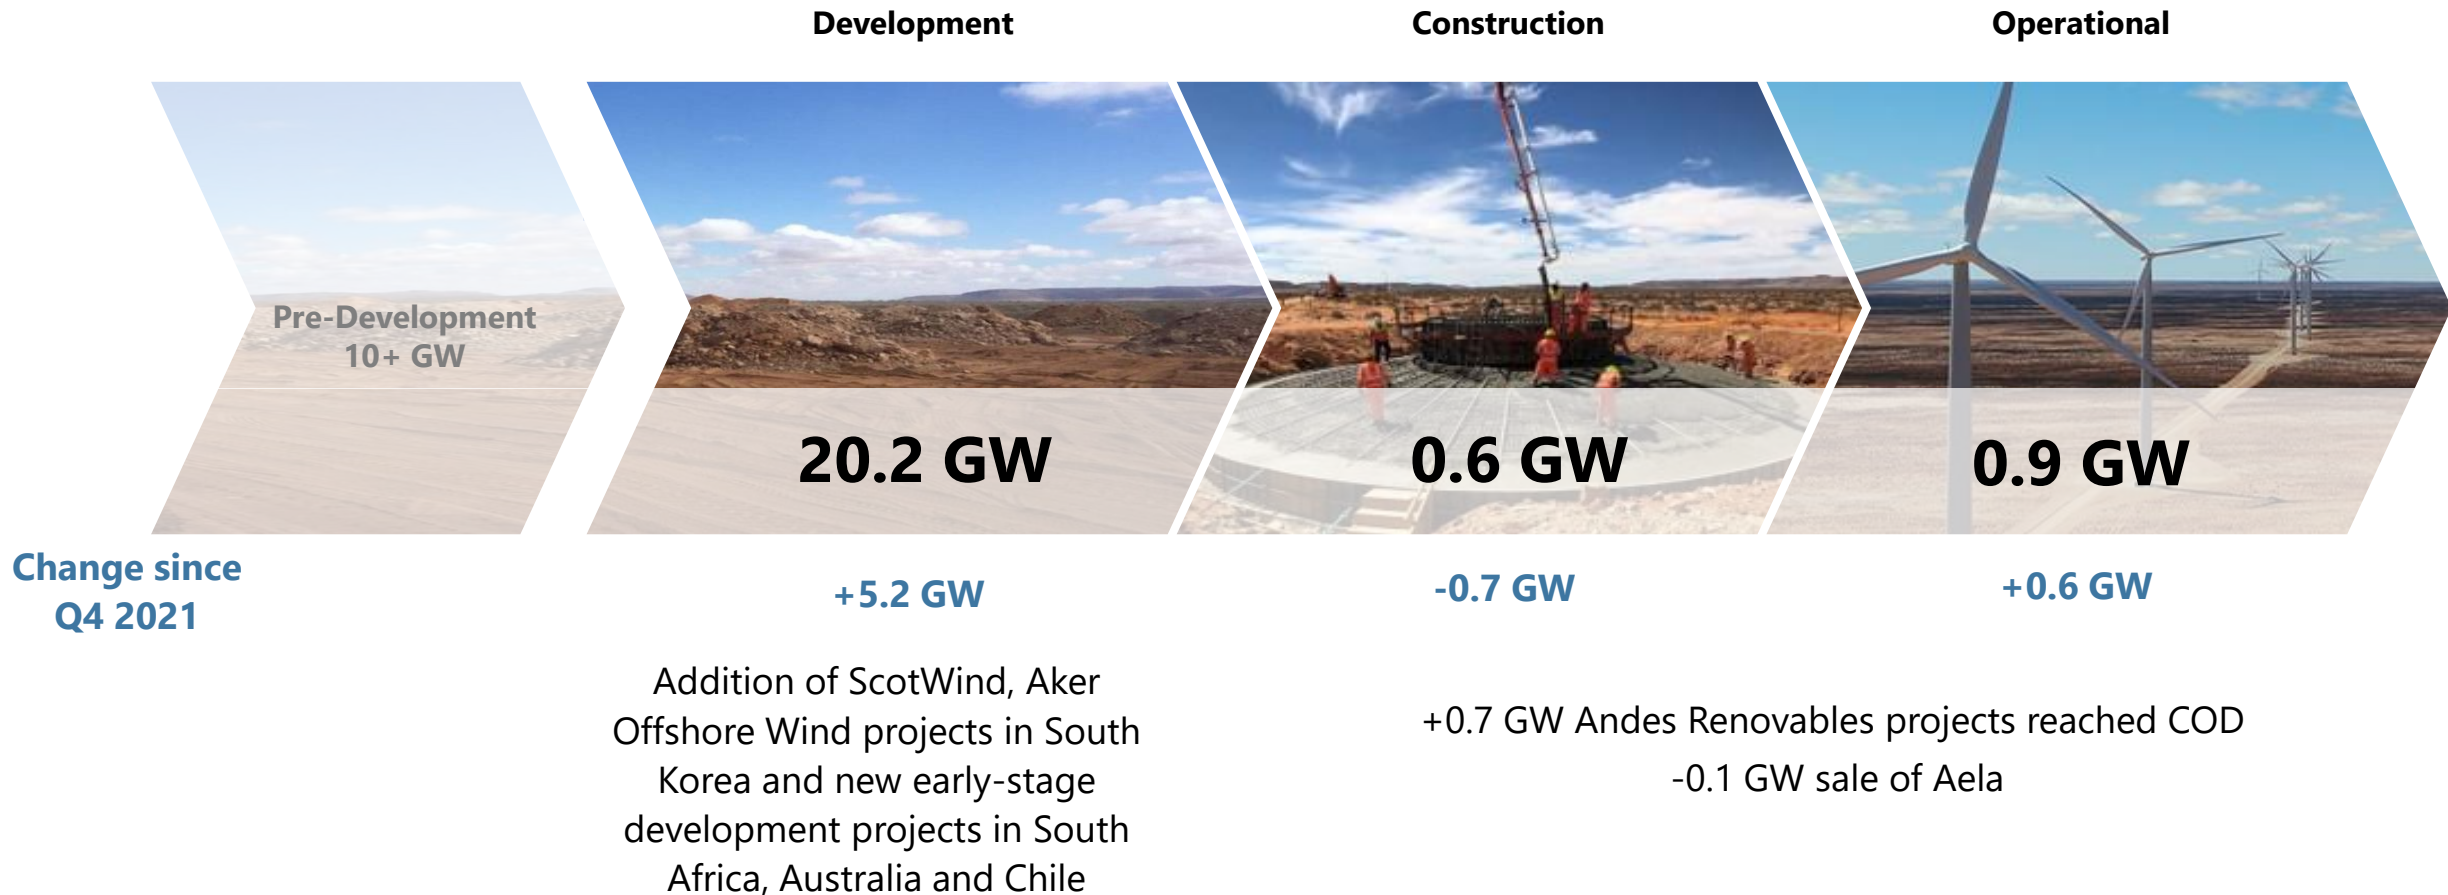 Development
Construction
Operational
Pre-Development
10+ GW
20.2 GW
0.6 GW
0.9 GW
Change since
Q4 2021
+5.2 GW
-0.7 GW
+0.6 GW
Addition of ScotWind, Aker
Offshore Wind projects in South
Korea and new early-stage
development projects in South
Africa, Australia and Chile
+0.7 GW Andes Renovables projects reached COD
-0.1 GW sale of Aela